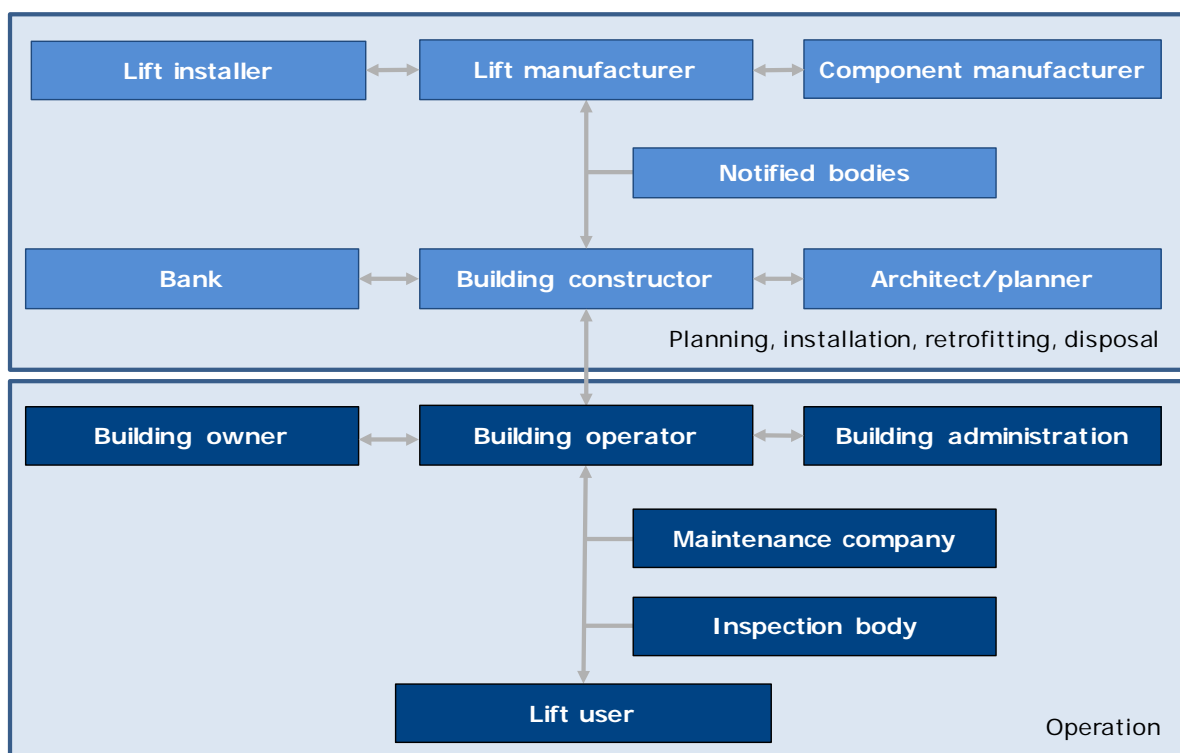 Lift installer
Lift manufacturer
Component manufacturer
Notified bodies
Bank
Building constructor
Architect/planner
Planning, installation, retrofitting, disposal
Building owner
Building operator
Building administration
Maintenance company
Inspection body
Lift user
Operation